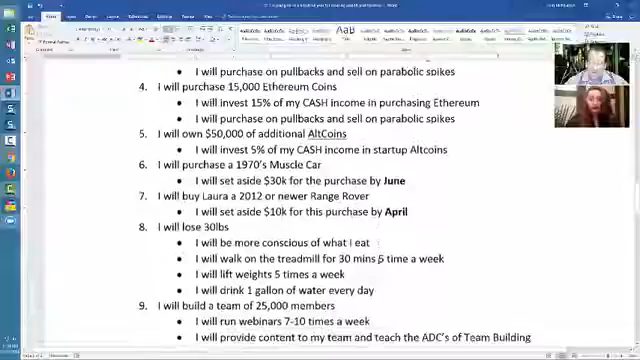 I will purchase on pullbacks and sell on parabolic spikes
4. I will purchase 15,000 Ethereum Coins
I will invest 15% of my CASH income in purchasing Ethereum
I will purchase on pullbacks and sell on parabolic spikes
5. I will own $50,000 of additional AltCoins
I will invest 5% of my CASH income in startup Altcoins
6. I will purchase a 1970's Muscle Car
I will set aside $30k for the purchase by June
7. I will buy Laura a 2012 or newer Range Rover
I will set aside $10k for this purchase by April
8. I will lose 30lbs
I will be more conscious of what I eat
I will walk on the treadmill for 30 mins 5 time a week
I will lift weights 5 times a week
I will drink 1 gallon of water every day
9. I will build a team of 25,000 members
I will run webinars 7-10 times a week
I will provide content to my team and teach the ADC's of Team Building